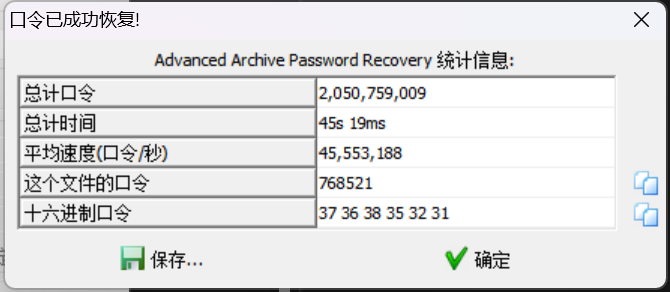 口令已成功恢复!
Advanced Archive Password Recovery 统计信息:
总计口令 2,050,759,009
总计时间 45s 19ms
平均速度(口令/秒) 45,553,188
这个文件的口令 768521
十六进制口令 37 36 38 35 32 31
保存... 确定